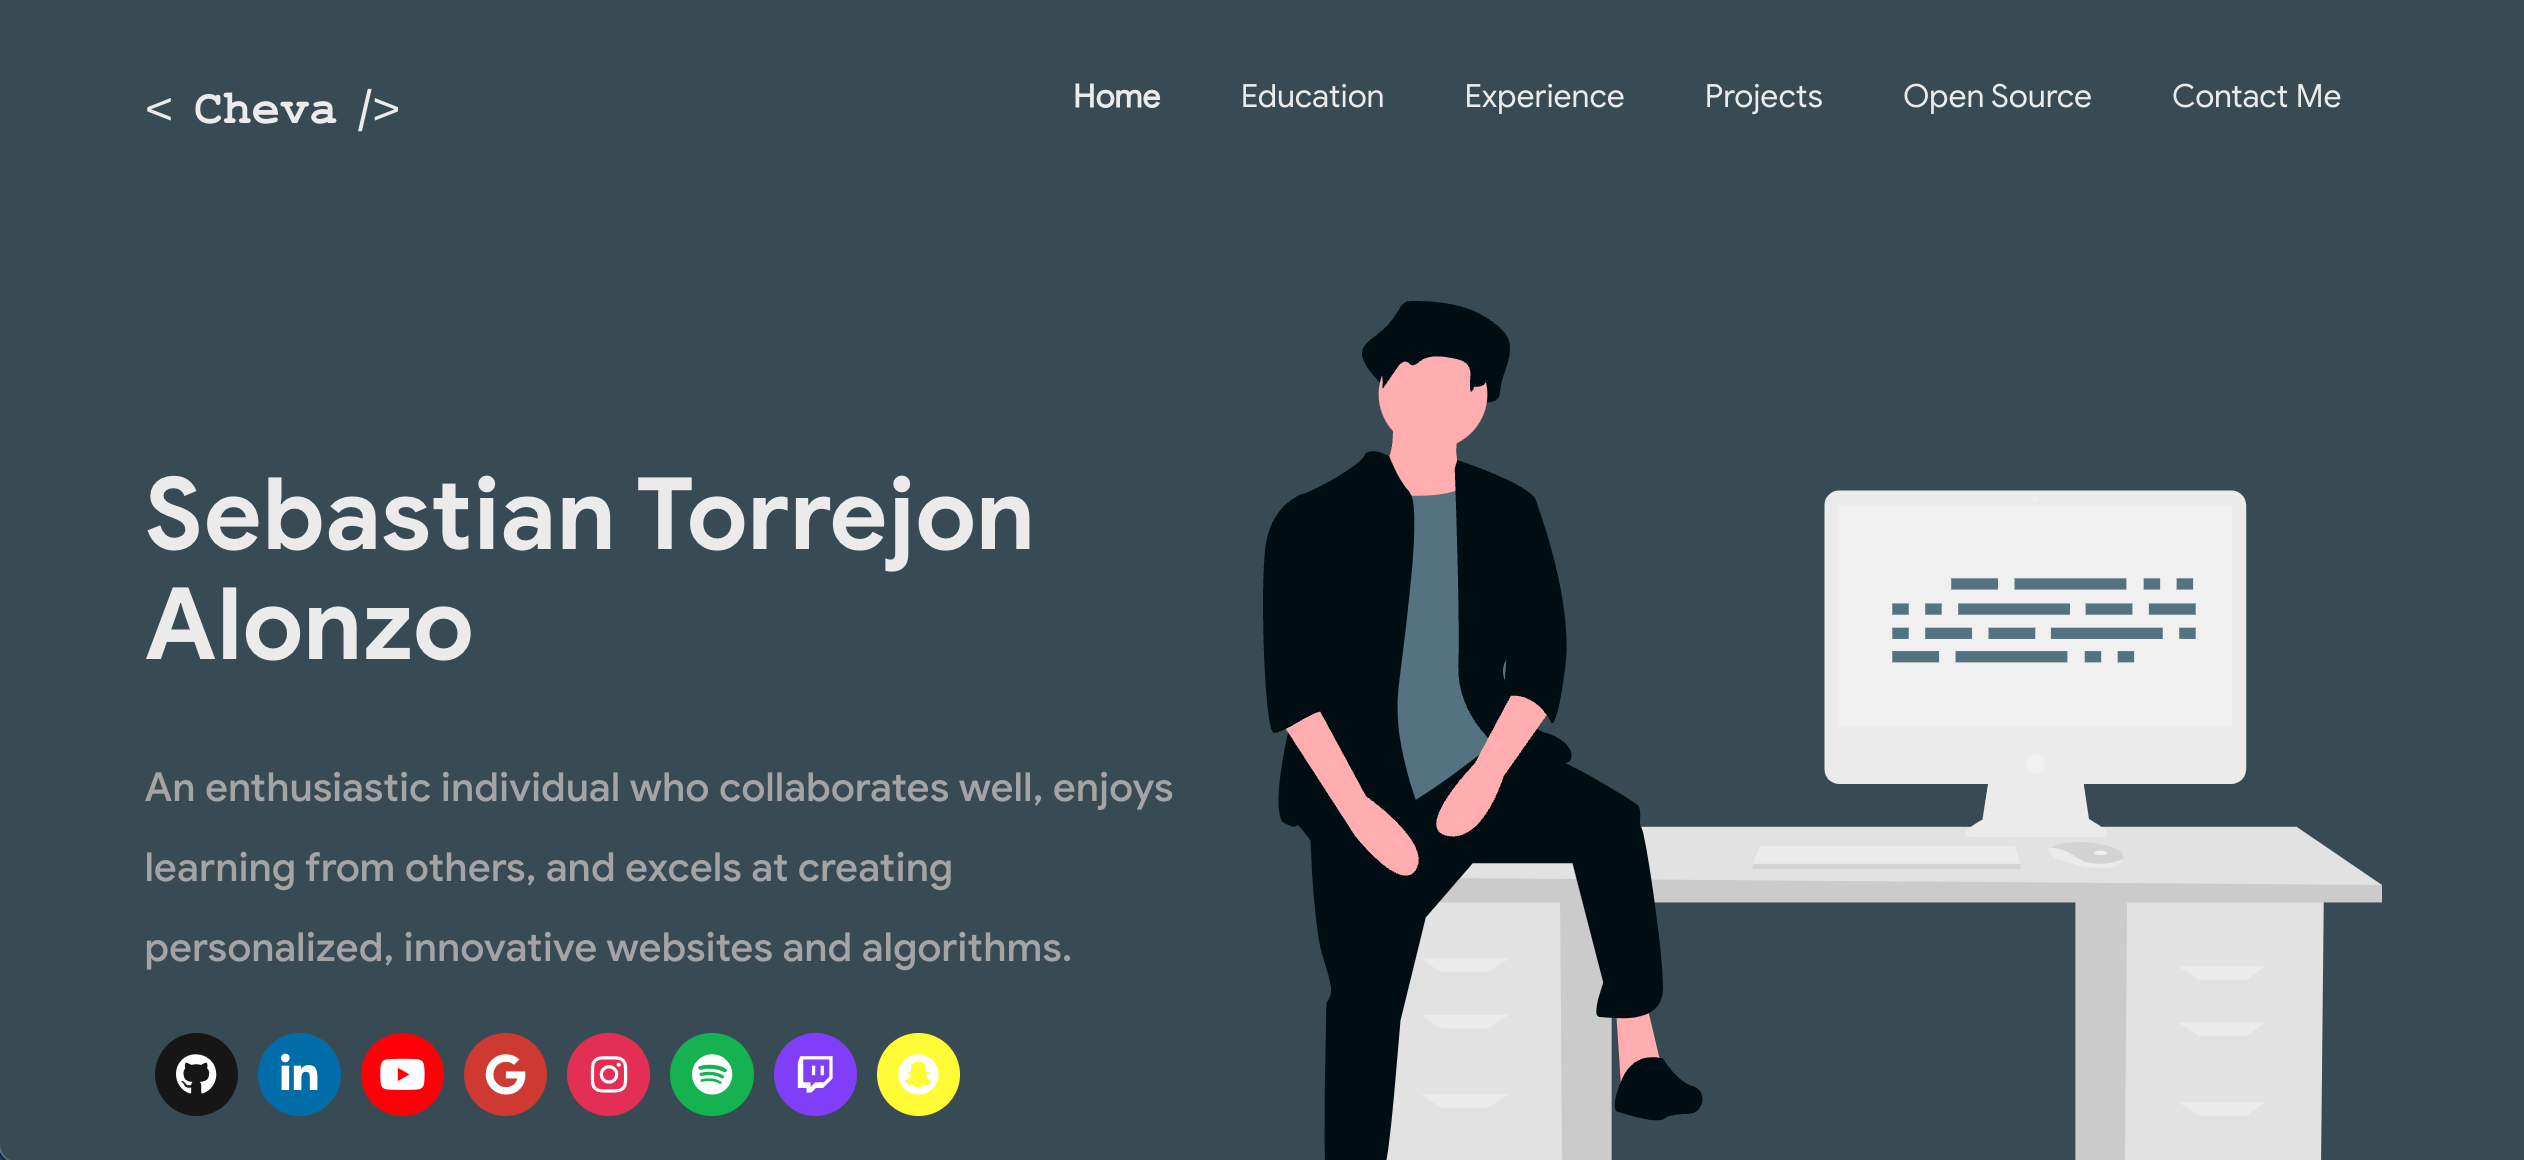 < Cheva />
Home Education Experience Projects Open Source Contact Me
Sebastian Torrejon
Alonzo
An enthusiastic individual who collaborates well, enjoys
learning from others, and excels at creating
personalized, innovative websites and algorithms.
in G